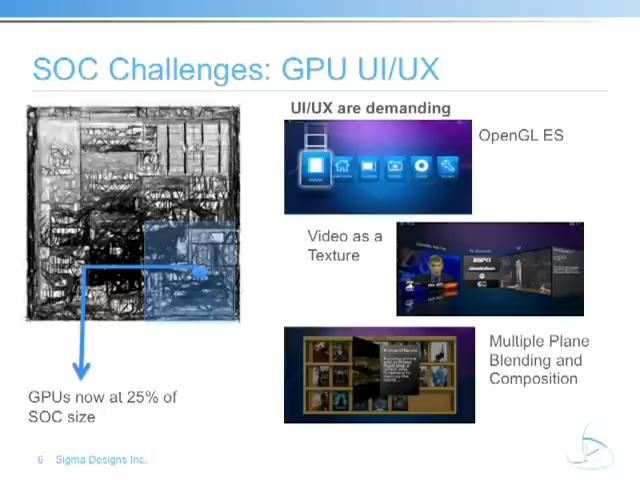 SOC Challenges: GPU UI/UX
UI/UX are demanding
OpenGL ES
Video as a
Texture
ESPN
Multiple Plane
Blending and
Composition
GPUs now at 25% of
SOC size
6 Sigma Designs Inc.